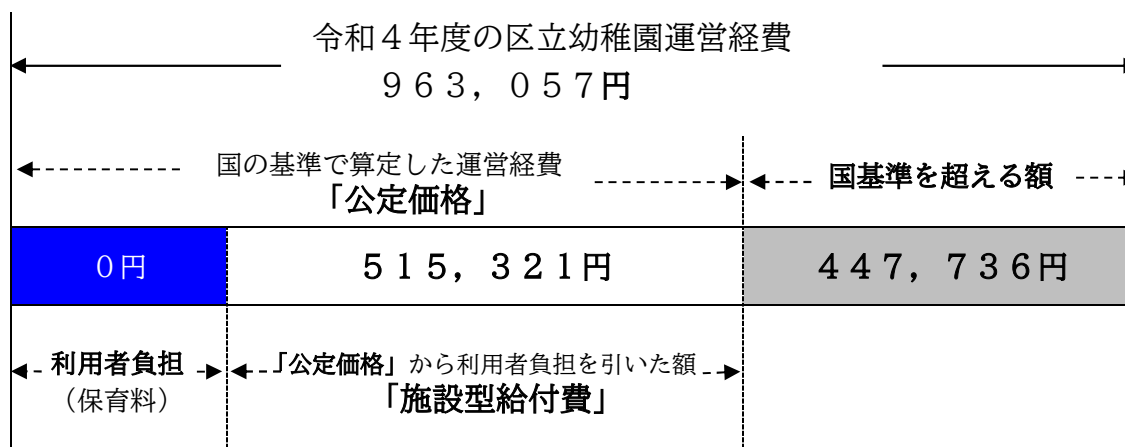 令和４年度の区立幼稚園運営経費
９６３，０５７円
国の基準で算定した運営経費
「公定価格」
国基準を超える額
０円
５１５，３２１円
４４７，７３６円
利用者負担
（保育料）
「公定価格」から利用者負担を引いた額
「施設型給付費」